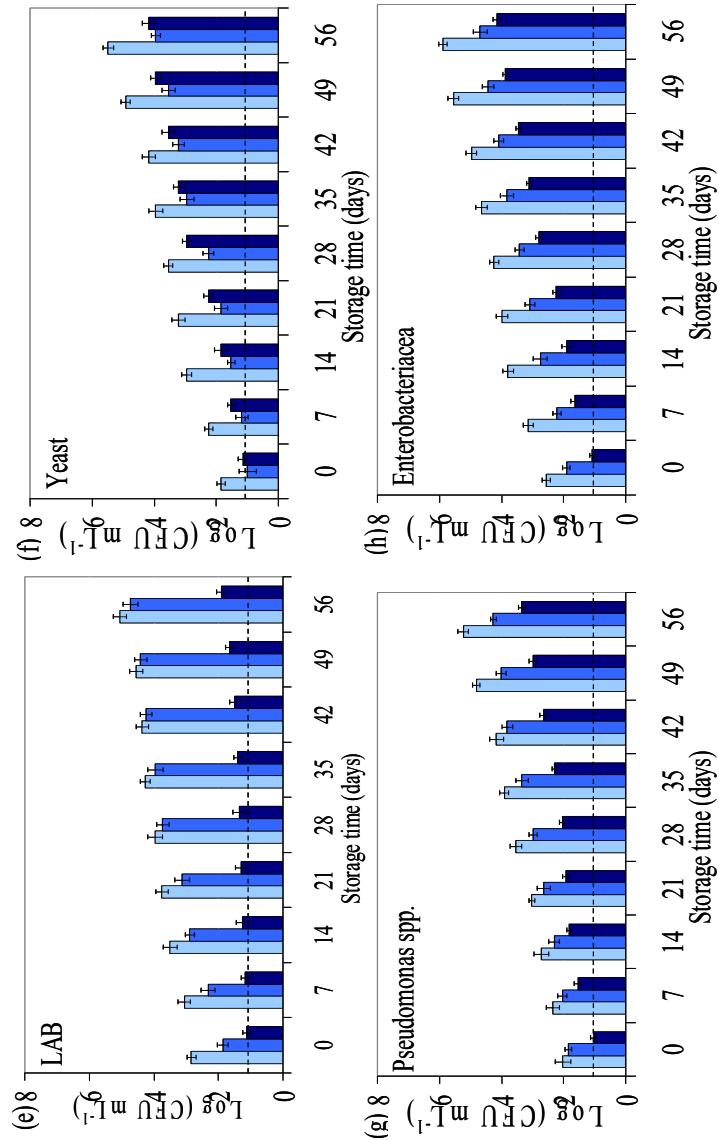 (e)
LAB
Log (CFU mL⁻¹)
8
6
4
2
0
0 7 14 21 28 35 42 49 56
Storage time (days)
(f)
Yeast
Log (CFU mL⁻¹)
8
6
4
2
0
0 7 14 21 28 35 42 49 56
Storage time (days)
(g)
Pseudomonas spp.
Log (CFU mL⁻¹)
8
6
4
2
0
0 7 14 21 28 35 42 49 56
Storage time (days)
(h)
Enterobacteriacea
Log (CFU mL⁻¹)
8
6
4
2
0
0 7 14 21 28 35 42 49 56
Storage time (days)